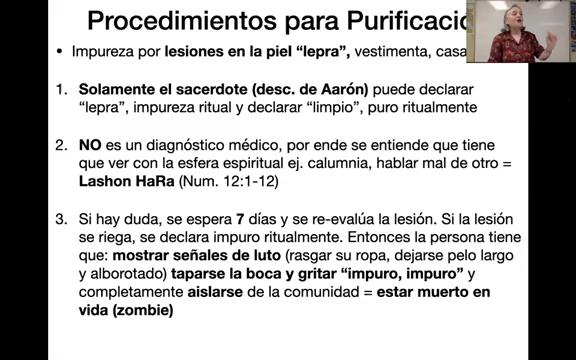 Procedimientos para Purificació
• Impureza por lesiones en la piel “lepra”, vestimenta, casa
1. Solamente el sacerdote (desc. de Aarón) puede declarar
“lepra”, impureza ritual y declarar “limpio”, puro ritualmente
2. NO es un diagnóstico médico, por ende se entiende que tiene
que ver con la esfera espiritual ej. calumnia, hablar mal de otro =
Lashon HaRa (Num. 12:1-12)
3. Si hay duda, se espera 7 días y se re-evalúa la lesión. Si la lesión
se riega, se declara impuro ritualmente. Entonces la persona tiene
que: mostrar señales de luto (rasgar su ropa, dejarse pelo largo
y alborotado) taparse la boca y gritar “impuro, impuro” y
completamente aislarse de la comunidad = estar muerto en
vida (zombie)